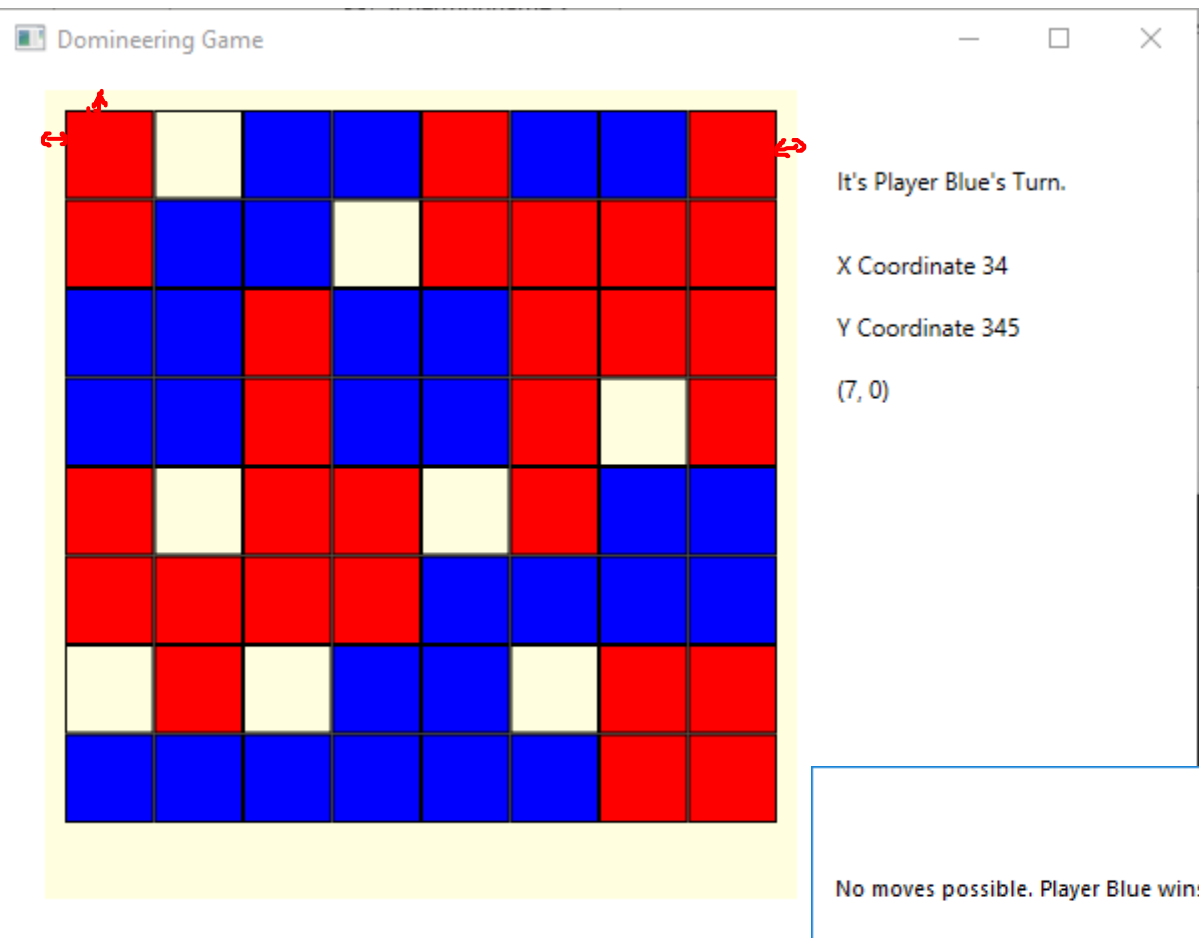 Domineering Game
It's Player Blue's Turn.
X Coordinate 34
Y Coordinate 345
(7, 0)
No moves possible. Player Blue wins